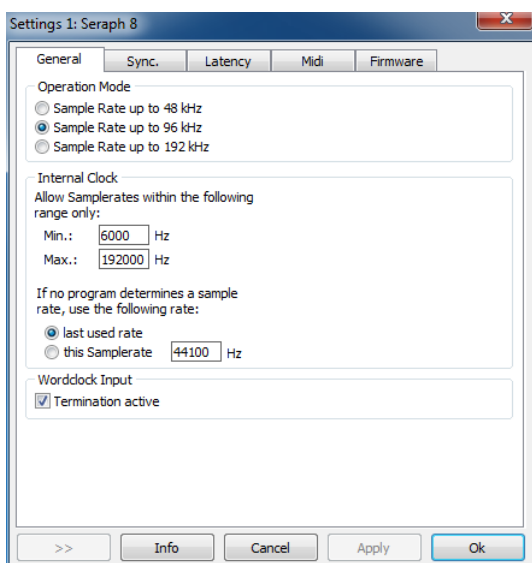 Settings 1: Seraph 8
General Sync. Latency Midi Firmware
Operation Mode
Sample Rate up to 48 kHz
Sample Rate up to 96 kHz
Sample Rate up to 192 kHz
Internal Clock
Allow Samplerates within the following
range only:
Min.: 6000 Hz
Max.: 192000 Hz
If no program determines a sample
rate, use the following rate:
last used rate
this Samplerate 44100 Hz
Wordclock Input
Termination active
>> Info Cancel Apply Ok